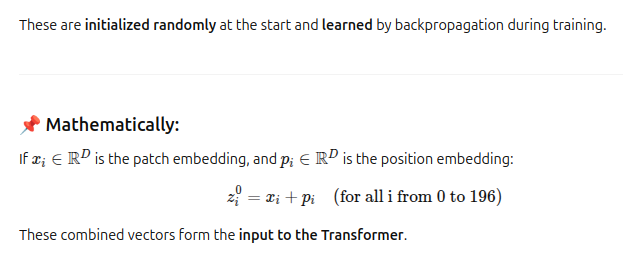 These are initialized randomly at the start and learned by backpropagation during training.
📌 Mathematically:
If xᵢ ∈ ℝᴰ is the patch embedding, and pᵢ ∈ ℝᴰ is the position embedding:
zᵢ⁰ = xᵢ + pᵢ (for all i from 0 to 196)
These combined vectors form the input to the Transformer.